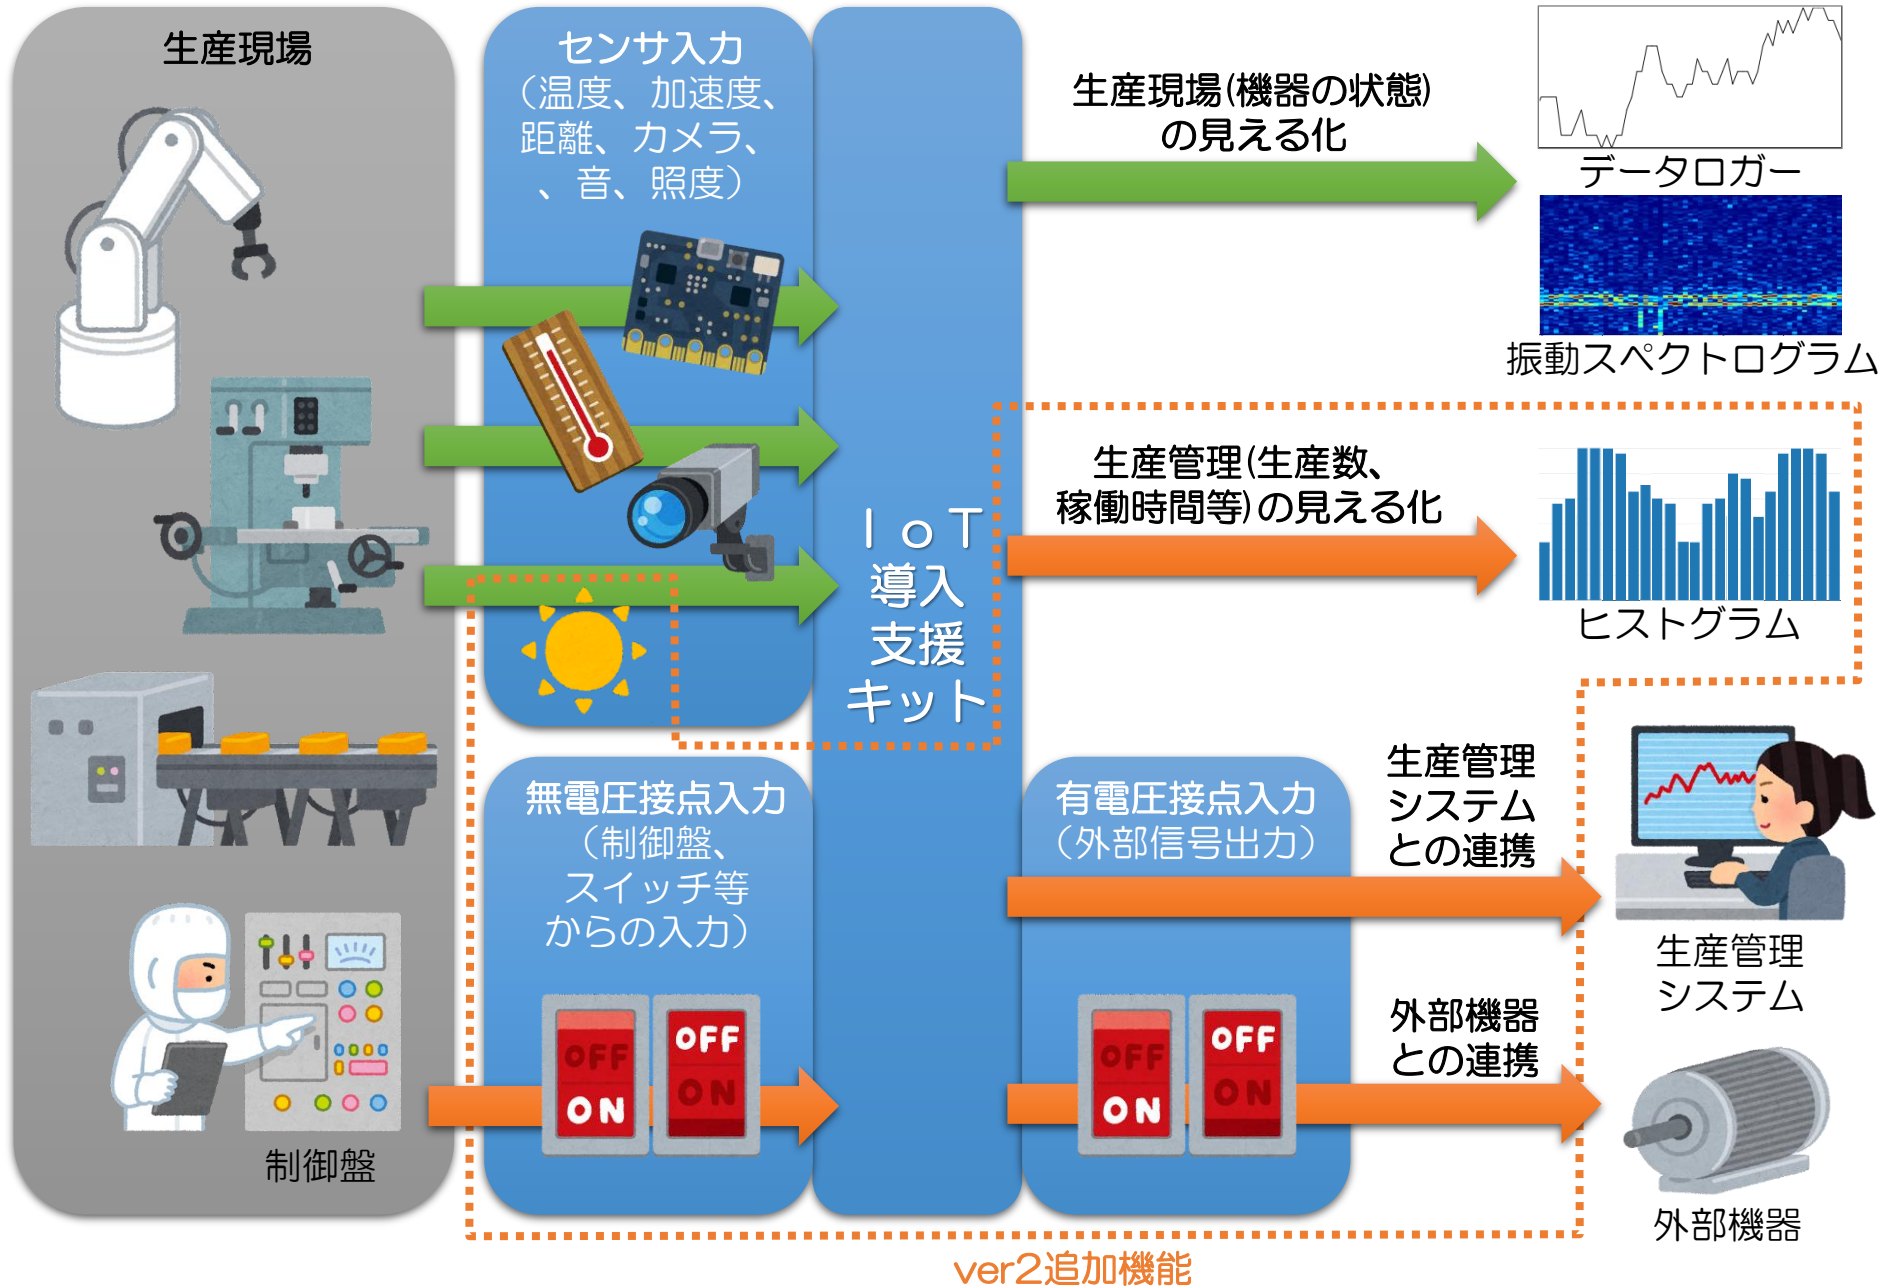 生産現場
センサ入力
（温度、加速度、
距離、カメラ、
、音、照度）
生産現場(機器の状態)
の見える化
データロガー
振動スペクトログラム
生産管理(生産数、
稼働時間等)の見える化
ヒストグラム
ＩｏＴ
導入
支援
キット
無電圧接点入力
（制御盤、
スイッチ等
からの入力）
OFF
ON
OFF
ON
有電圧接点入力
（外部信号出力）
OFF
ON
OFF
ON
生産管理
システム
との連携
生産管理
システム
外部機器
との連携
外部機器
制御盤
ver2追加機能